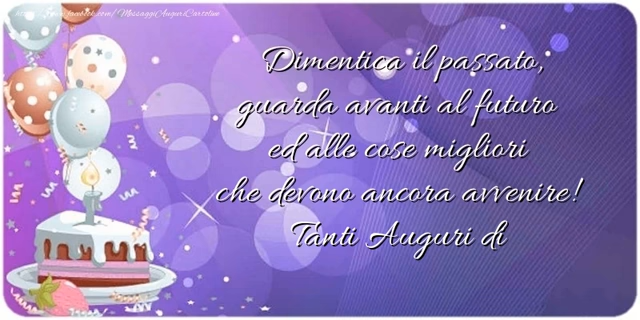 Dimentica il passato,
guarda avanti al futuro
ed alle cose migliori
che devono ancora avvenire!
Tanti Auguri di